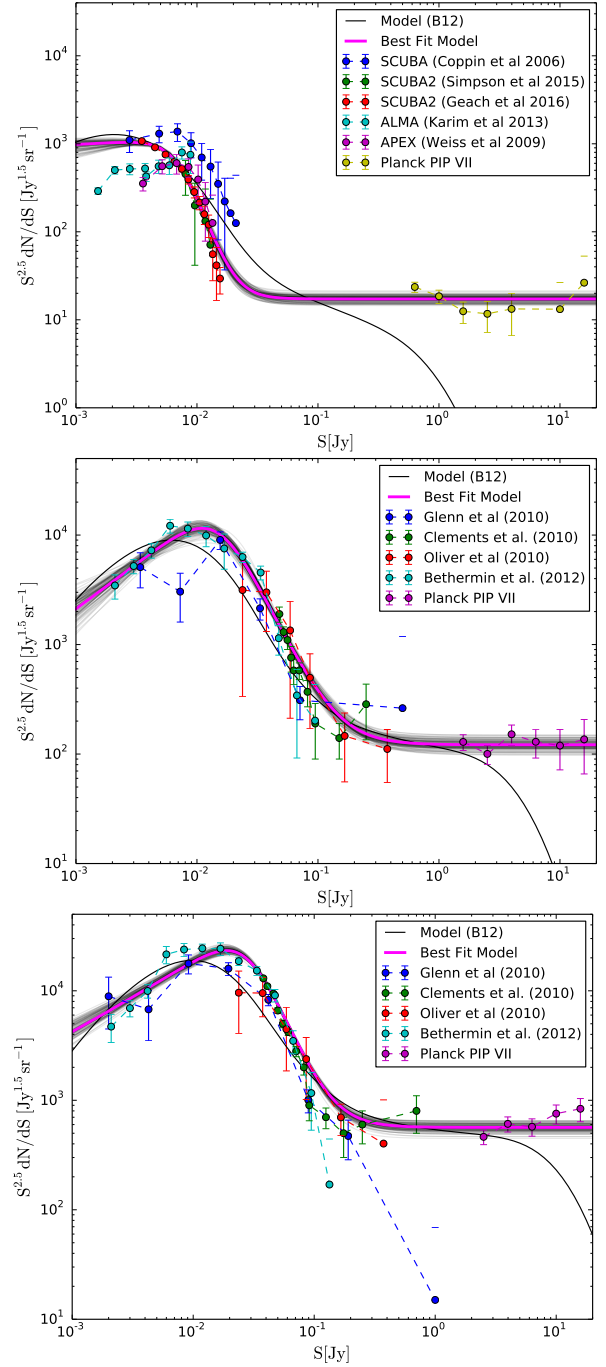 10^4
10^3
10^2
10^1
10^0
S^{2.5} dN/dS [Jy^{1.5} sr^{−1}]
Model (B12)
Best Fit Model
SCUBA (Coppin et al 2006)
SCUBA2 (Simpson et al 2015)
SCUBA2 (Geach et al 2016)
ALMA (Karim et al 2013)
APEX (Weiss et al 2009)
Planck PIP VII
10^{-3} 10^{-2} 10^{-1} 10^0 10^1
S[Jy]
10^4
10^3
10^2
10^1
S^{2.5} dN/dS [Jy^{1.5} sr^{−1}]
Model (B12)
Best Fit Model
Glenn et al (2010)
Clements et al. (2010)
Oliver et al (2010)
Bethermin et al. (2012)
Planck PIP VII
10^{-3} 10^{-2} 10^{-1} 10^0 10^1
S[Jy]
10^5
10^4
10^3
10^2
10^1
S^{2.5} dN/dS [Jy^{1.5} sr^{−1}]
Model (B12)
Best Fit Model
Glenn et al (2010)
Clements et al. (2010)
Oliver et al (2010)
Bethermin et al. (2012)
Planck PIP VII
10^{-3} 10^{-2} 10^{-1} 10^0 10^1
S[Jy]